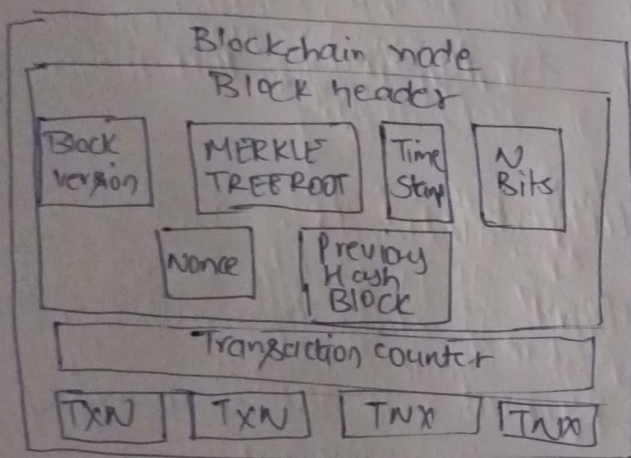 Blockchain node
Block header
Block
version
MERKLE
TREEROOT
Time
Stamp
N
Bits
Nonce
Previouy
Hash
BLOCK
Transaction counter
TXN
TXN
TNX
TNX